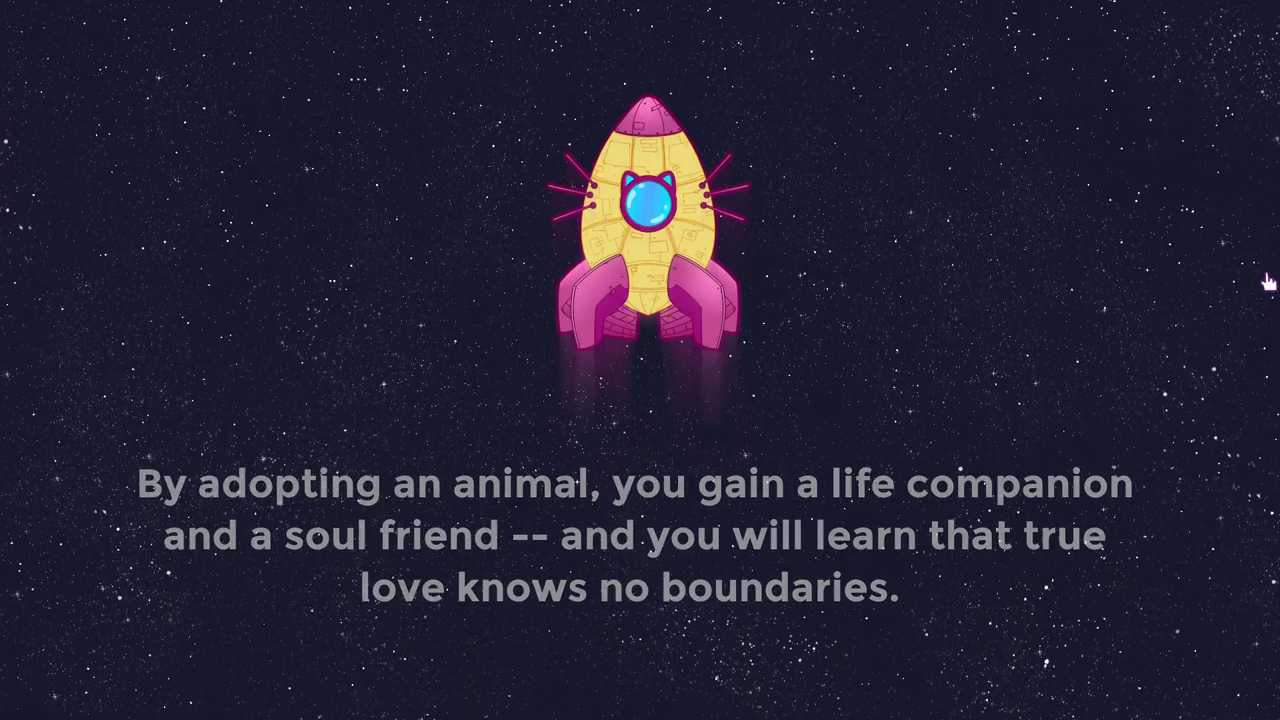 By adopting an animal, you gain a life companion
and a soul friend -- and you will learn that true
love knows no boundaries.